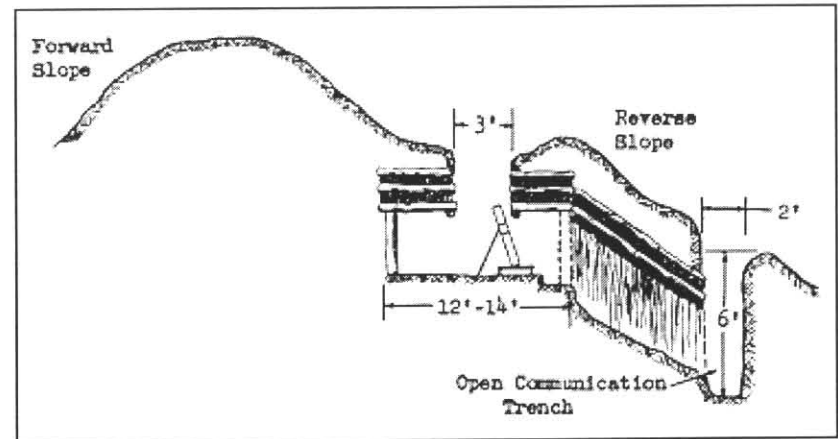 Forward
Slope
3'
Reverse
Slope
2'
12'-14'
6'
Open Communication
Trench